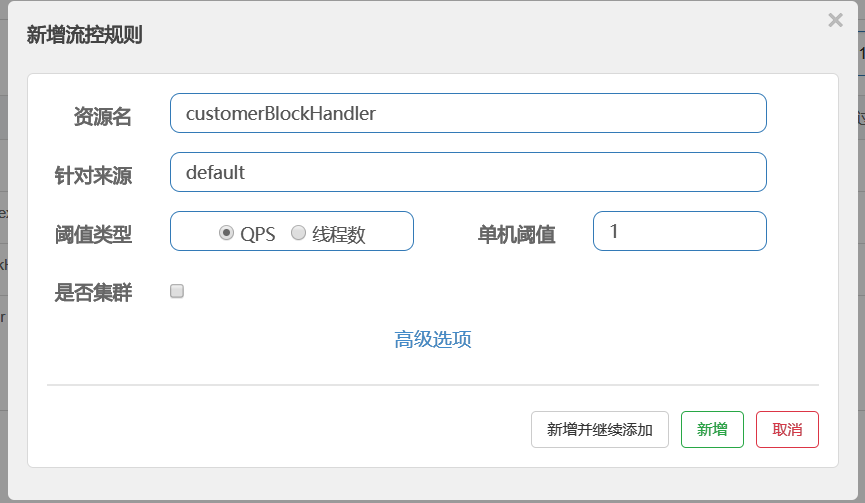 新增流控规则
×
资源名 customerBlockHandler
针对来源 default
阈值类型 QPS 线程数 单机阈值 1
是否集群
高级选项
新增并继续添加 新增 取消